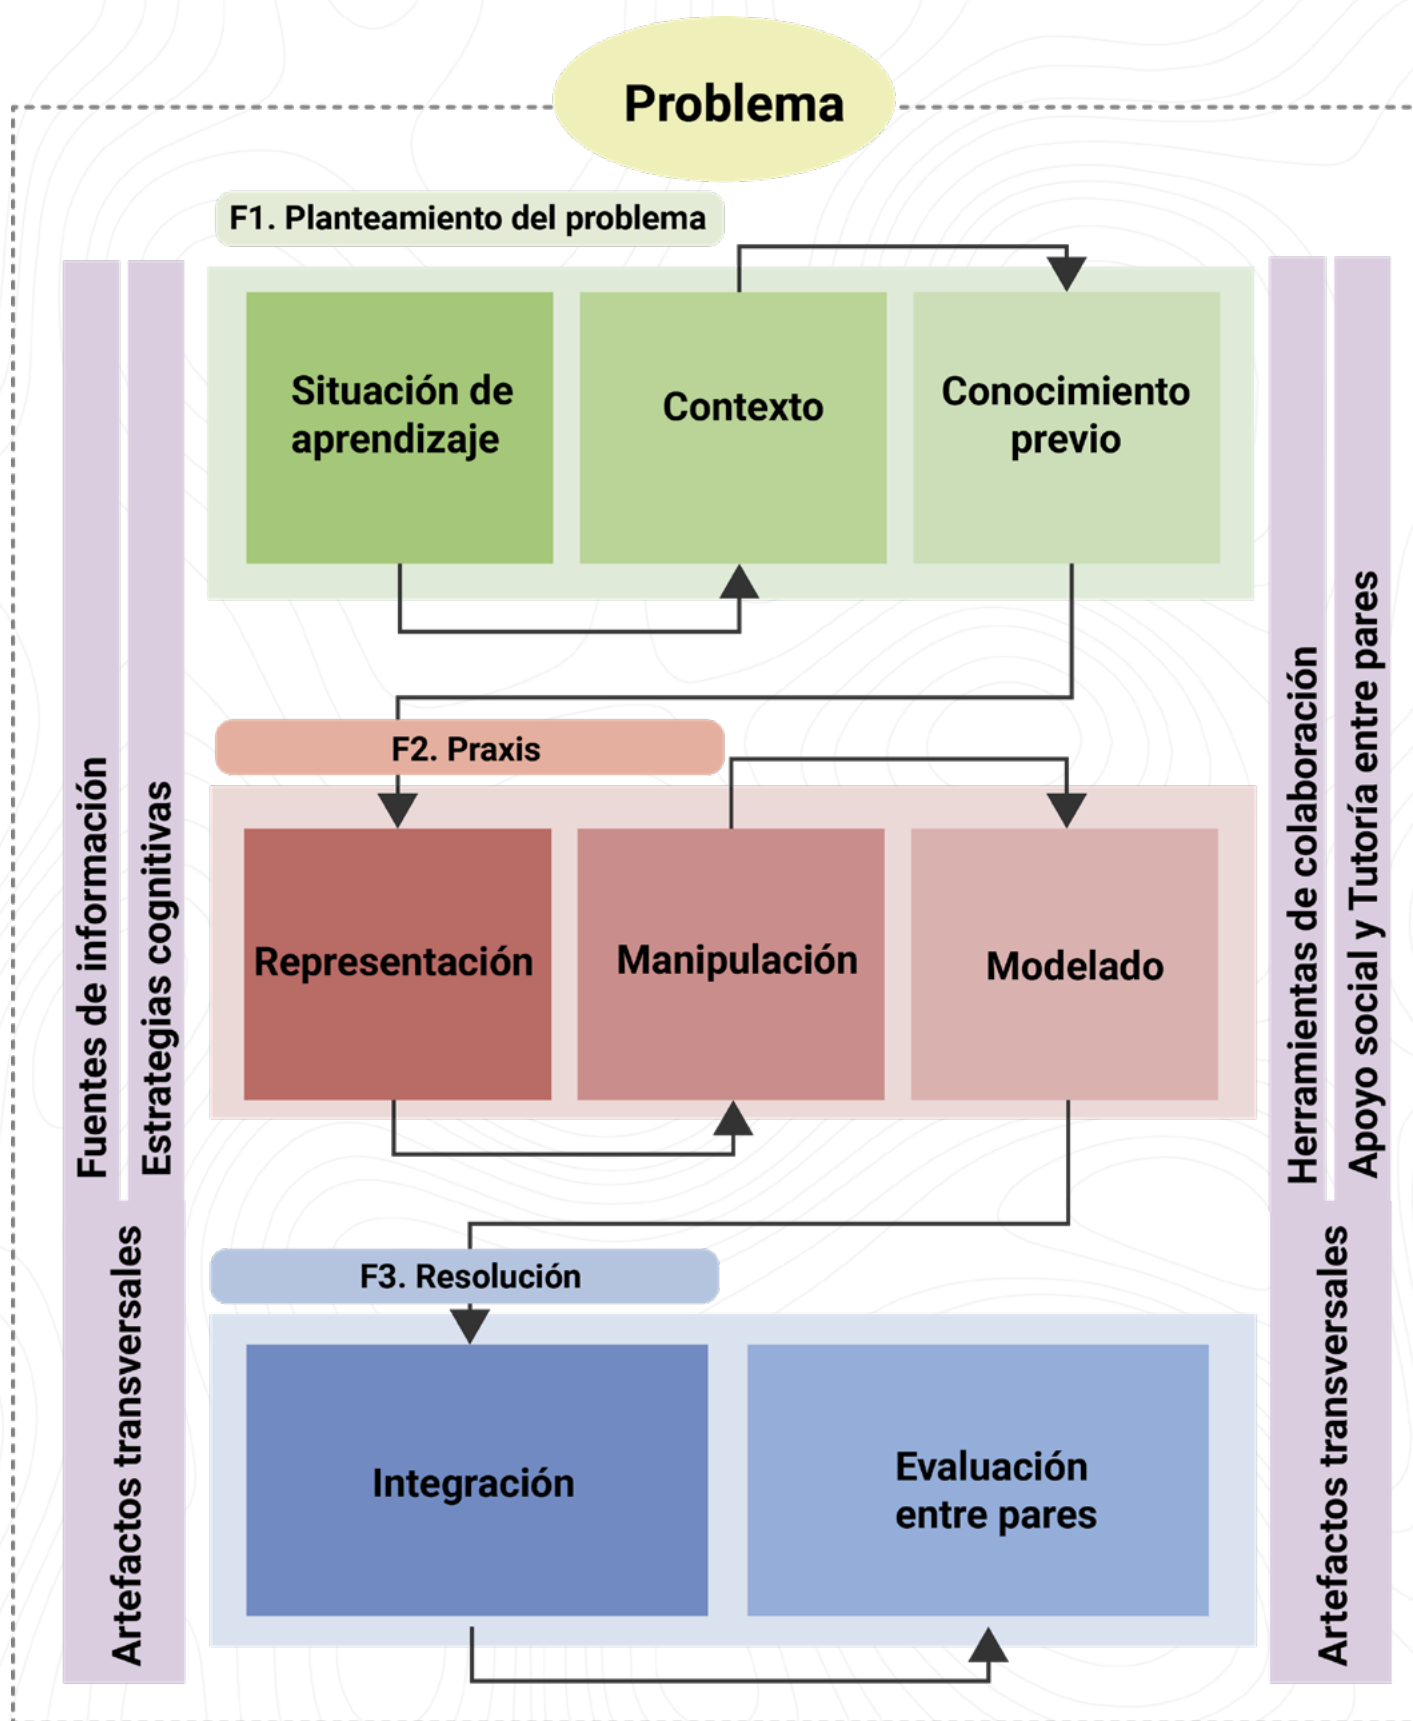 Problema
F1. Planteamiento del problema
Situación de
aprendizaje
Contexto
Conocimiento
previo
F2. Praxis
Representación
Manipulación
Modelado
F3. Resolución
Integración
Evaluación
entre pares
Fuentes de información
Estrategias cognitivas
Artefactos transversales
Herramientas de colaboración
Apoyo social y Tutoría entre pares
Artefactos transversales